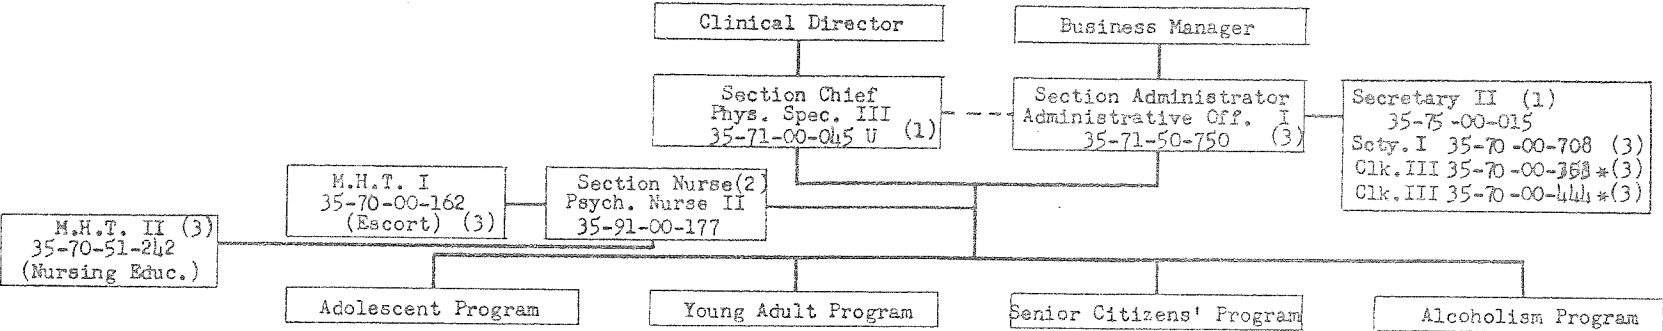 Clinical Director
Business Manager
Section Chief
Phys. Spec. III
35-71-00-045 U (1)
Section Administrator
Administrative Off. I
35-71-50-750 (3)
Secretary II (1)
35-75-00-015
Scty. I 35-70-00-708 (3)
Clk. III 35-70-00-368 *(3)
Clk. III 35-70-00-444 *(3)
M.H.T. I
35-70-00-162
(Escort) (3)
Section Nurse(2)
Psych. Nurse II
35-91-00-177
M.H.T. II (3)
35-70-51-242
(Nursing Educ.)
Adolescent Program
Young Adult Program
Senior Citizens' Program
Alcoholism Program